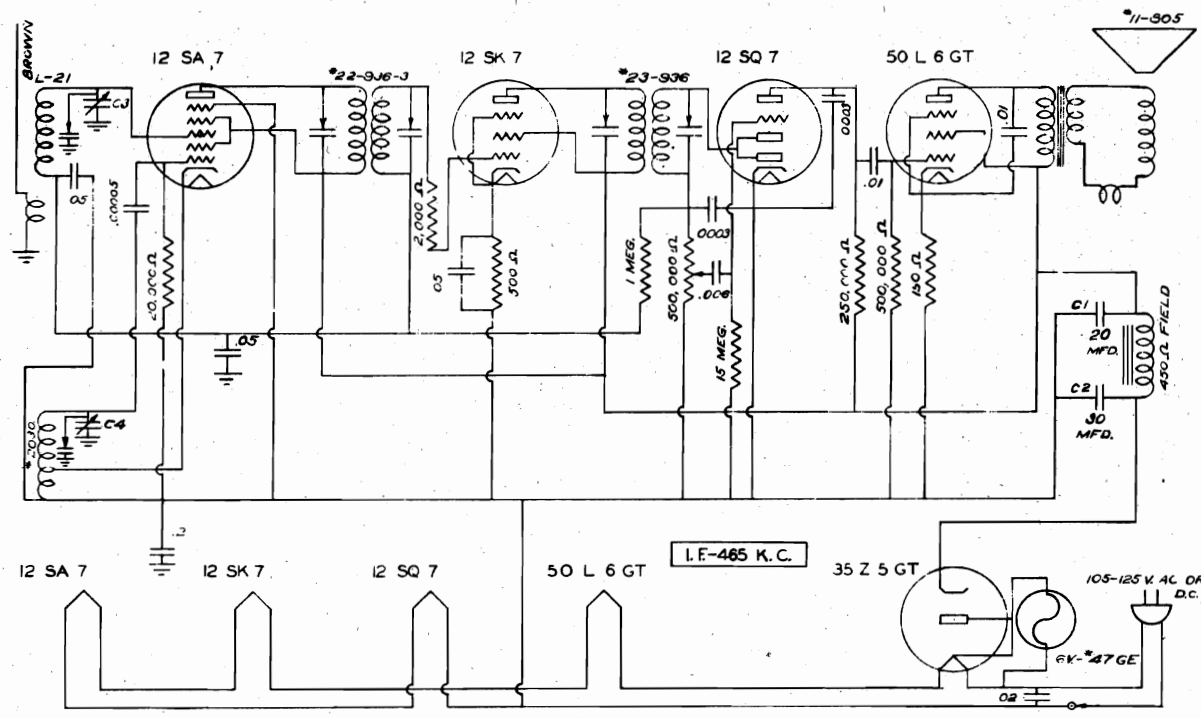 *11-905
BROWN
L-21
C3
12 SA 7
*22-936-3
12 SK 7
*23-936
12 SQ 7
50 L 6 GT
.05
.00005
20,000 Ω
2,000 Ω
.05
500 Ω
1 MEG.
.0003
500,000 Ω
.006
15 MEG.
.0003
.01
250,000 Ω
500,000 Ω
150 Ω
.01
C1
20
MFD.
C2
30
MFD.
450 Ω FIELD
.05
*2030
C4
.2
I.F-465 K.C.
12 SA 7
12 SK 7
12 SQ 7
50 L 6 GT
35 Z 5 GT
6V-*47 GE
105-125 V. AC OR
D.C.
.02